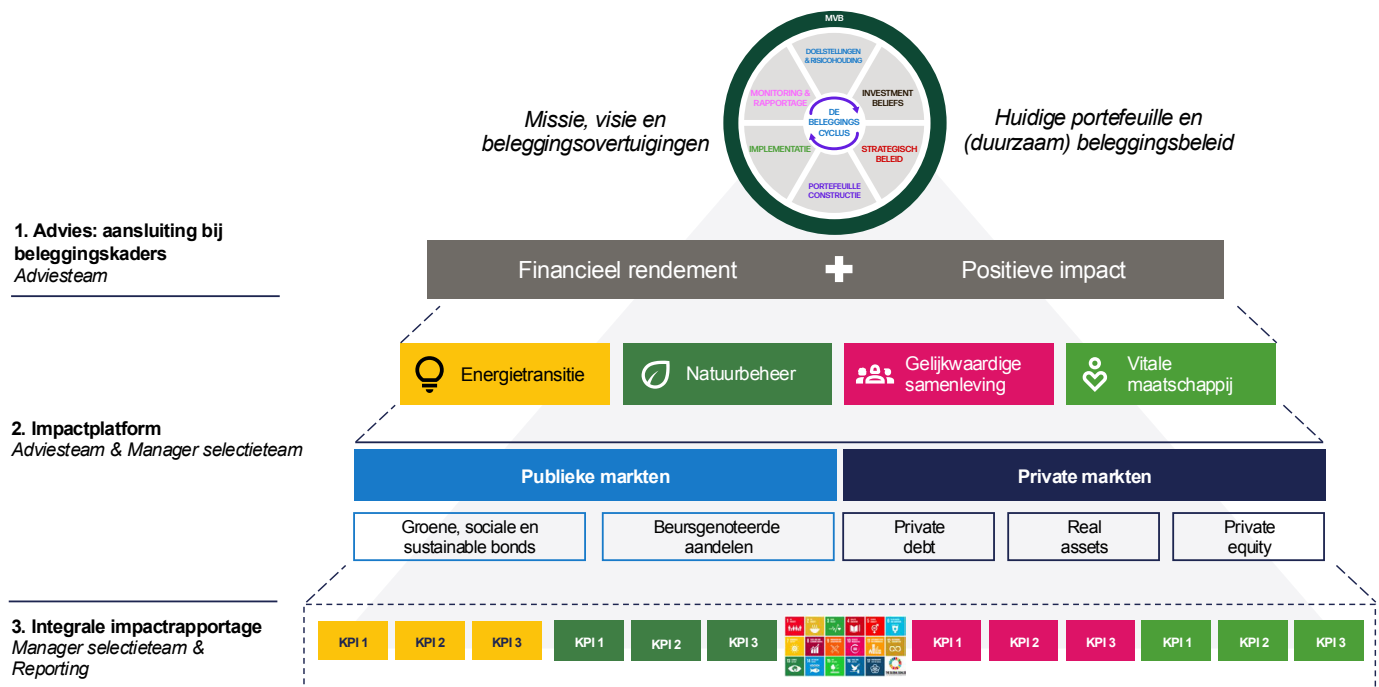 MVB
DOELSTELLINGEN
& RISICOHOUDING
MONITORING &
RAPPORTAGE
INVESTMENT
BELIEFS
DE
BELEGGINGS
CYCLUS
IMPLEMENTATIE
STRATEGISCH
BELEID
PORTEFEUILLE
CONSTRUCTIE
Missie, visie en
beleggingsovertuigingen
Huidige portefeuille en
(duurzaam) beleggingsbeleid
1. Advies: aansluiting bij
beleggingskaders
Adviesteam
Financieel rendement
Positieve impact
Energietransitie
Natuurbeheer
Gelijkwaardige
samenleving
Vitale
maatschappij
2. Impactplatform
Adviesteam & Manager selectieteam
Publieke markten
Private markten
Groene, sociale en
sustainable bonds
Beursgenoteerde
aandelen
Private
debt
Real
assets
Private
equity
3. Integrale impactrapportage
Manager selectieteam &
Reporting
KPI 1
KPI 2
KPI 3
KPI 1
KPI 2
KPI 3
KPI 1
KPI 2
KPI 3
KPI 1
KPI 2
KPI 3